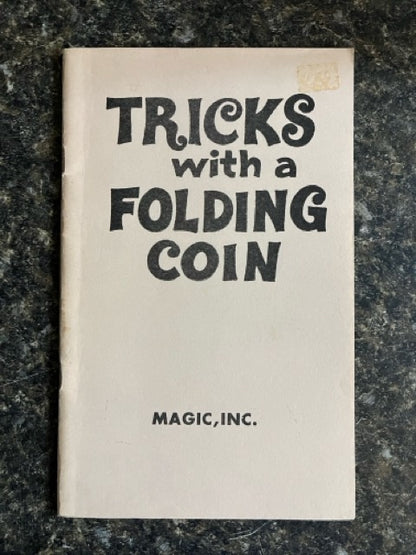 TRICKS
with a
FOLDING
COIN
MAGIC, INC.